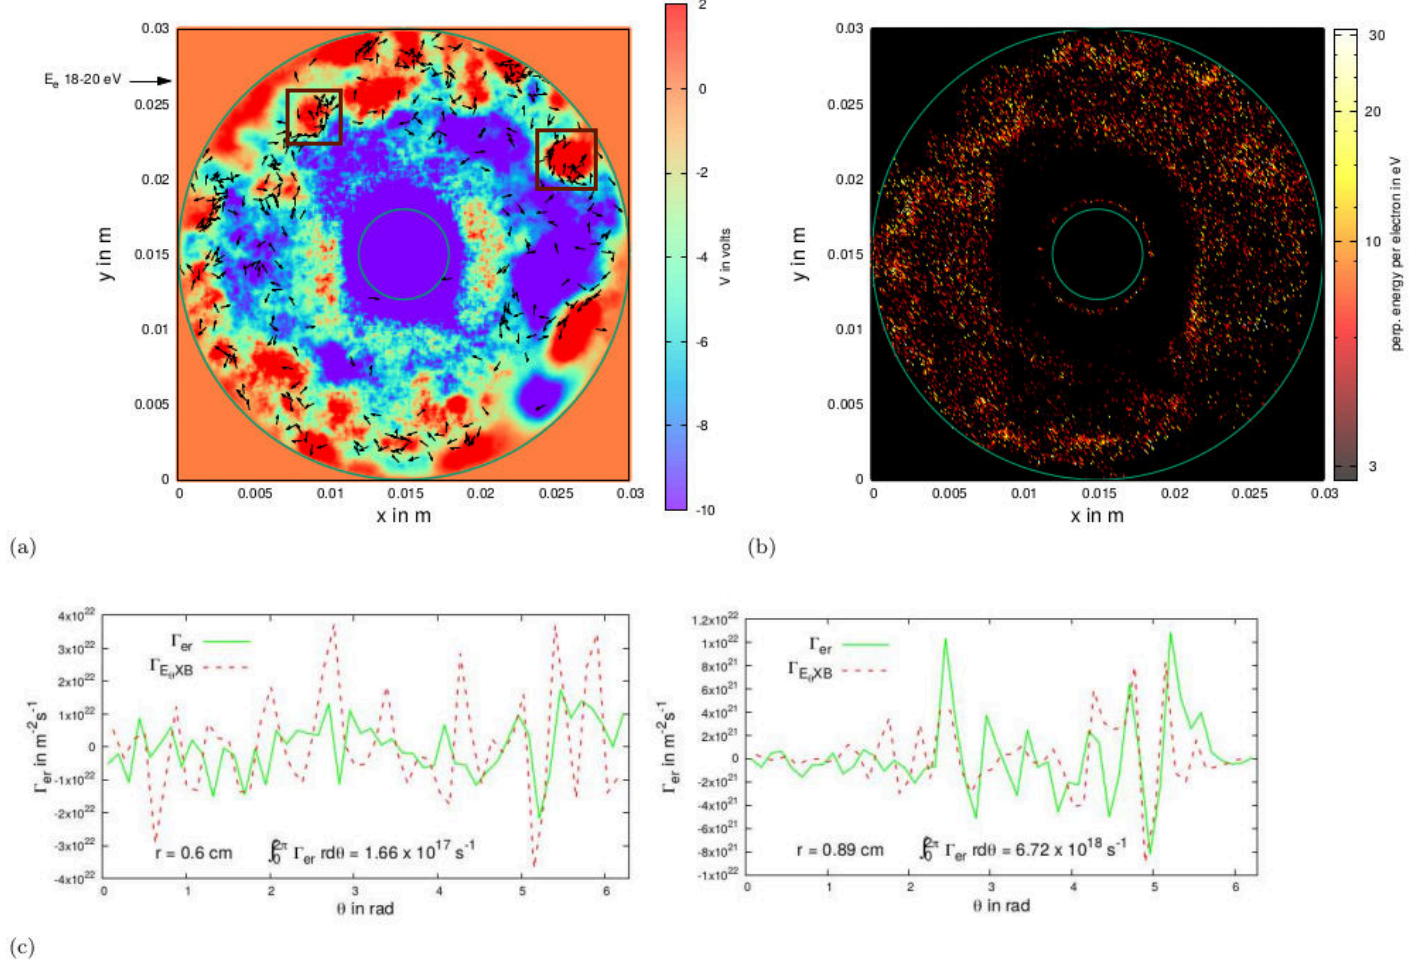 0.03
0.025
0.02
0.015
0.01
0.005
0
y in m
E_e 18-20 eV
0 0.005 0.01 0.015 0.02 0.025 0.03
x in m
2
0
-2
-4
-6
-8
-10
V in volts
(a)
0.03
0.025
0.02
0.015
0.01
0.005
0
y in m
0 0.005 0.01 0.015 0.02 0.025 0.03
x in m
30
20
10
3
perp. energy per electron in eV
(b)
4x10^22
3x10^22
2x10^22
1x10^22
0
-1x10^22
-2x10^22
-3x10^22
-4x10^22
Γ_er in m^-2 s^-1
Γ_er
Γ_EθXB
r = 0.6 cm ∫_0^2π Γ_er rdθ = 1.66 x 10^17 s^-1
0 1 2 3 4 5 6
θ in rad
1.2x10^22
1x10^22
8x10^21
6x10^21
4x10^21
2x10^21
0
-2x10^21
-4x10^21
-6x10^21
-8x10^21
-1x10^22
Γ_er in m^-2 s^-1
Γ_er
Γ_EθXB
r = 0.89 cm ∫_0^2π Γ_er rdθ = 6.72 x 10^18 s^-1
0 1 2 3 4 5 6
θ in rad
(c)